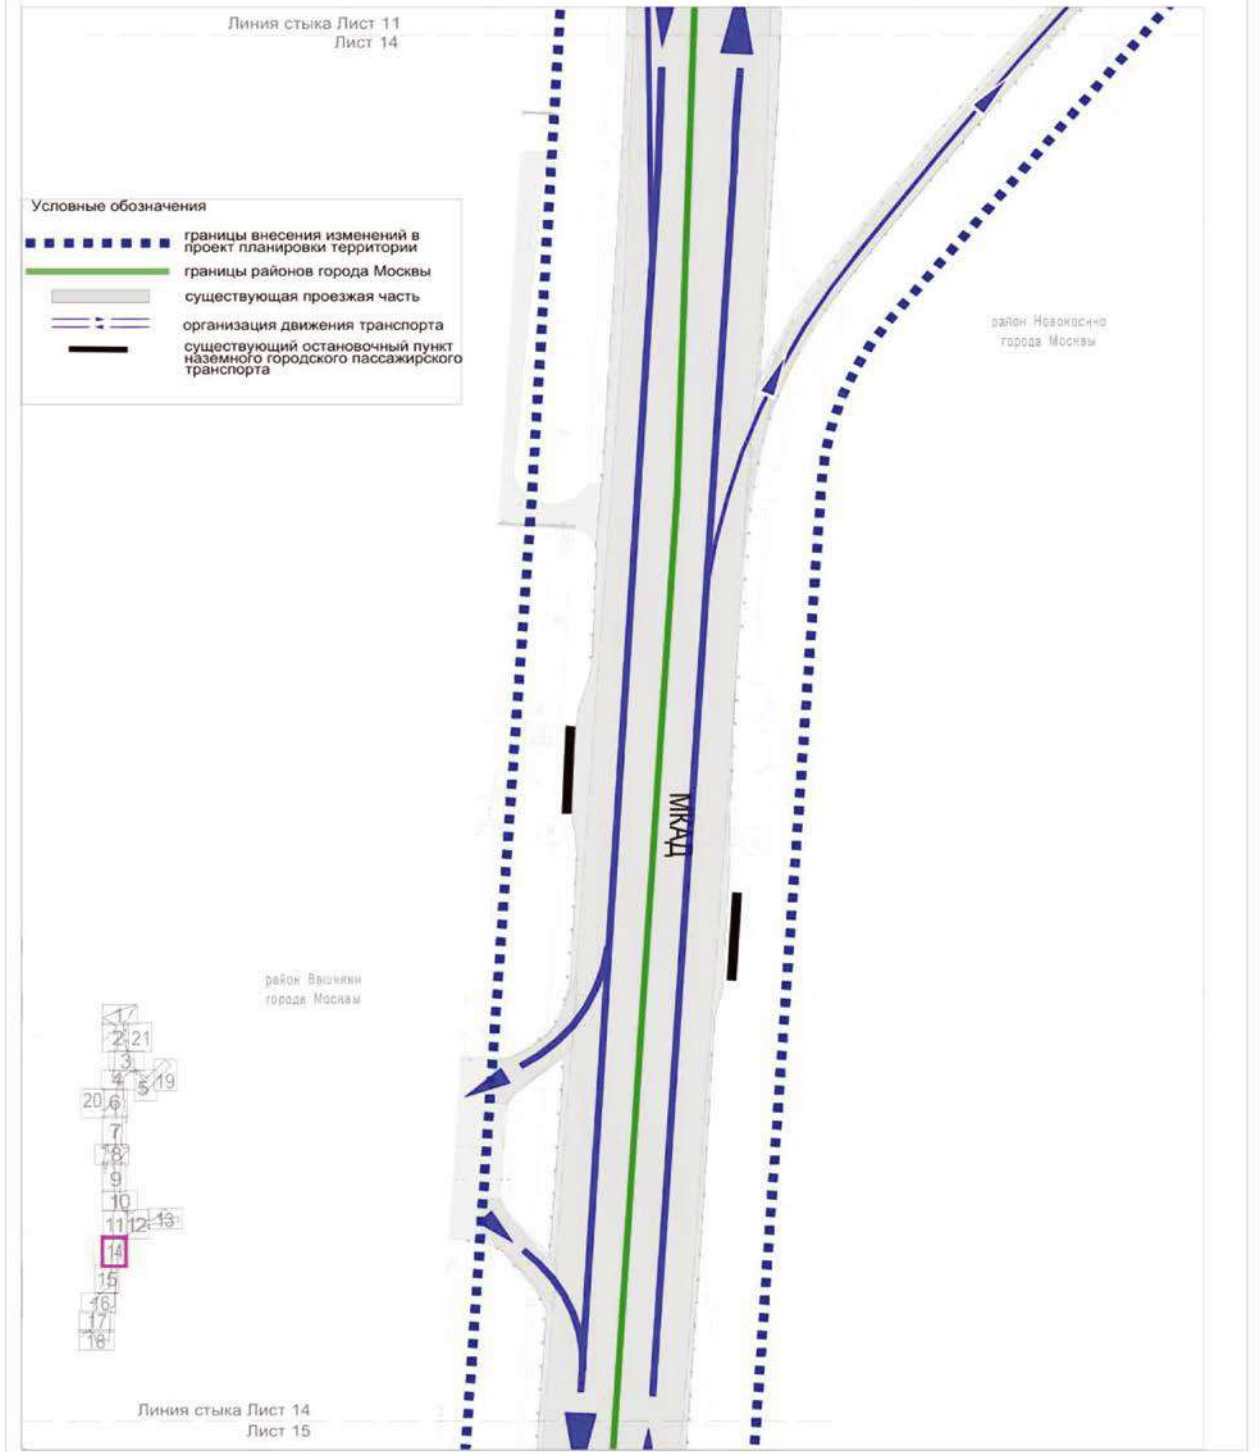 Линия стыка Лист 11
Лист 14
Условные обозначения
границы внесения изменений в
проект планировки территории
границы районов города Москвы
существующая проезжая часть
организация движения транспорта
существующий остановочный пункт
наземного городского пассажирского
транспорта
район Новокосино
города Москвы
МКАД
район Вешняки
города Москвы
1
2 21
3
4 5 19
20 6
7
8
9
10
11 12 13
14
15
16
17
18
Линия стыка Лист 14
Лист 15